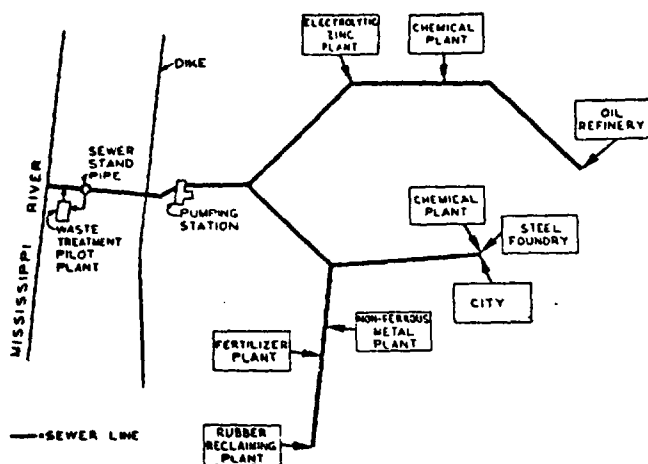 ELECTROLYTIC
ZINC
PLANT
CHEMICAL
PLANT
DIKE
OIL
REFINERY
SEWER
STAND
PIPE
PUMPING
STATION
WASTE
TREATMENT
PILOT
PLANT
MISSISSIPPI RIVER
CHEMICAL
PLANT
STEEL
FOUNDRY
CITY
NON-FERROUS
METAL PLANT
FERTILIZER
PLANT
RUBBER
RECLAINING
PLANT
SEWER LINE